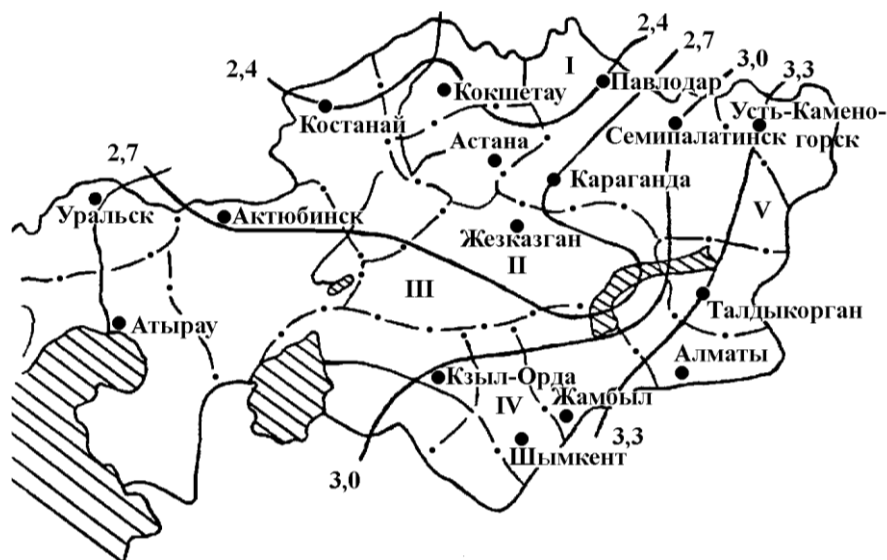 2,4
2,7
3,0
3,3
2,4
I
Павлодар
Кокшетау
Костанай
Усть-Камено-
горск
Семипалатинск
Астана
2,7
Караганда
Уральск
Актюбинск
V
Жезказган
II
III
Талдыкорган
Атырау
Алматы
Кзыл-Орда
IV
Жамбыл
3,3
Шымкент
3,0